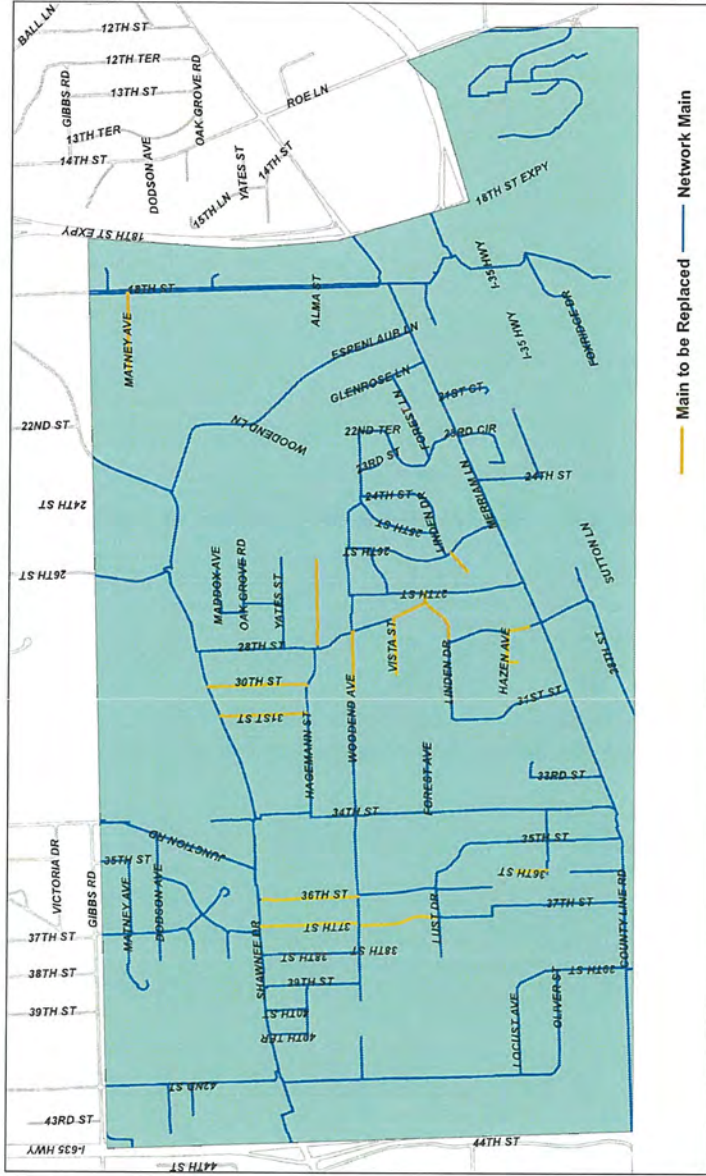 BALL LN
12TH ST
12TH TER
GIBBS RD
13TH ST
OAK GROVE RD
13TH TER
14TH ST
ROE LN
DODSON AVE
YATES ST
14TH ST
15TH LN
18TH SY EXPY
18TH ST EXPY
18TH ST
MATNEY AVE
ALMA ST
I-35 HWY
I-35 HWY
FOXRIDGE DR
ESPENLAUB LN
GLENROSE LN
21ST CT
22ND ST
WOODEND LN
22ND TER
FOREST LN
23RD ST
23RD CIR
MERRIAM LN
24TH ST
24TH ST
24TH ST
25TH ST
LINDEN DR
26TH ST
26TH ST
SUTTON LN
MADDOX AVE
OAK GROVE RD
YATES ST
27TH ST
28TH ST
VISTA ST
LINDEN DR
HAZEN AVE
28TH ST
30TH ST
31ST ST
31ST ST
HAGEMANN ST
WOODEND AVE
FOREST AVE
33RD ST
34TH ST
VICTORIA DR
GIBBS RD
35TH ST
JUNCTION RD
MATNEY AVE
DODSON AVE
35TH ST
36TH ST
36TH ST
37TH ST
37TH ST
37TH ST
LUST DR
COUNTY LINE RD
38TH ST
SHAWNEE DR
38TH ST
38TH ST
39TH ST
39TH ST
39TH ST
40TH ST
40TH TER
LOCUST AVE
OLIVER ST
42ND ST
43RD ST
I-635 HWY
44TH ST
44TH ST
Main to be Replaced
Network Main